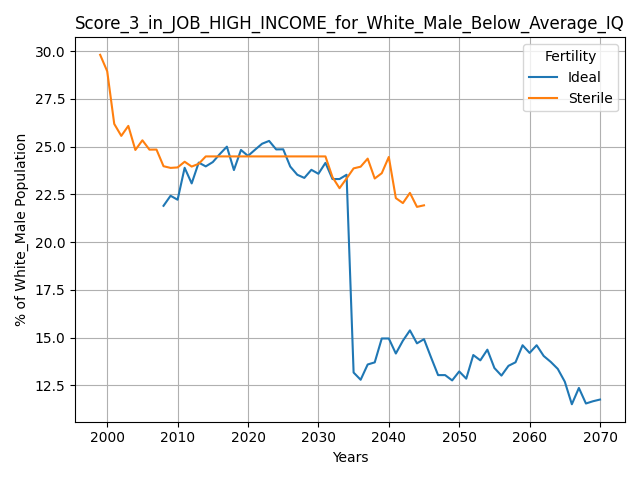 Score_3_in_JOB_HIGH_INCOME_for_White_Male_Below_Average_IQ
Fertility
Ideal
Sterile
% of White_Male Population
30.0
27.5
25.0
22.5
20.0
17.5
15.0
12.5
2000 2010 2020 2030 2040 2050 2060 2070
Years